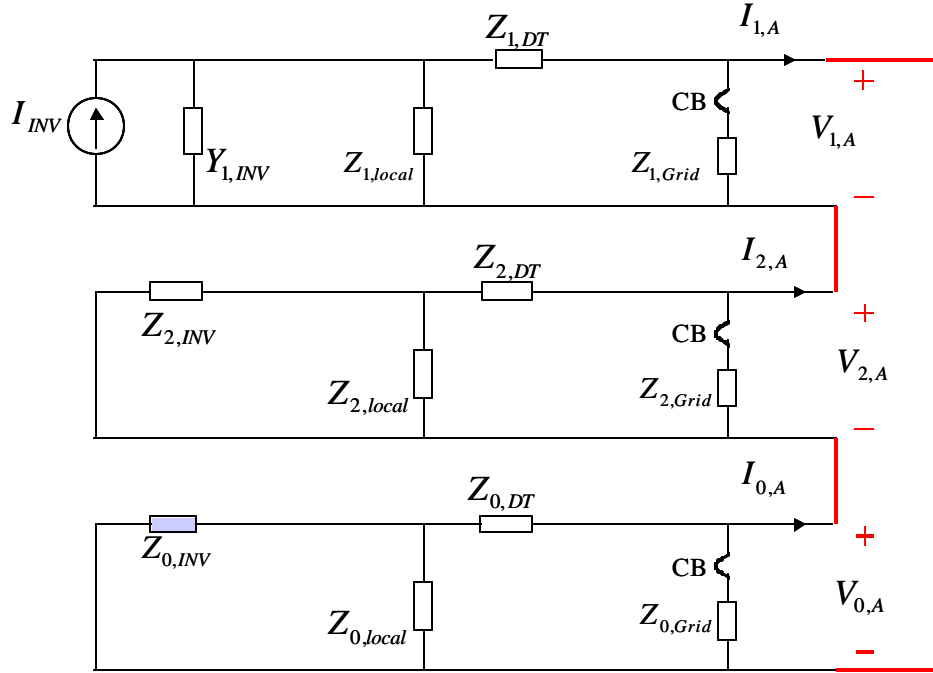 I1,A
Z1,DT
+
CB
IINV
V1,A
Y1,INV
Z1,local
Z1,Grid
−
Z2,DT
I2,A
+
Z2,INV
CB
V2,A
Z2,local
Z2,Grid
−
I0,A
Z0,DT
+
Z0,INV
CB
V0,A
Z0,local
Z0,Grid
−